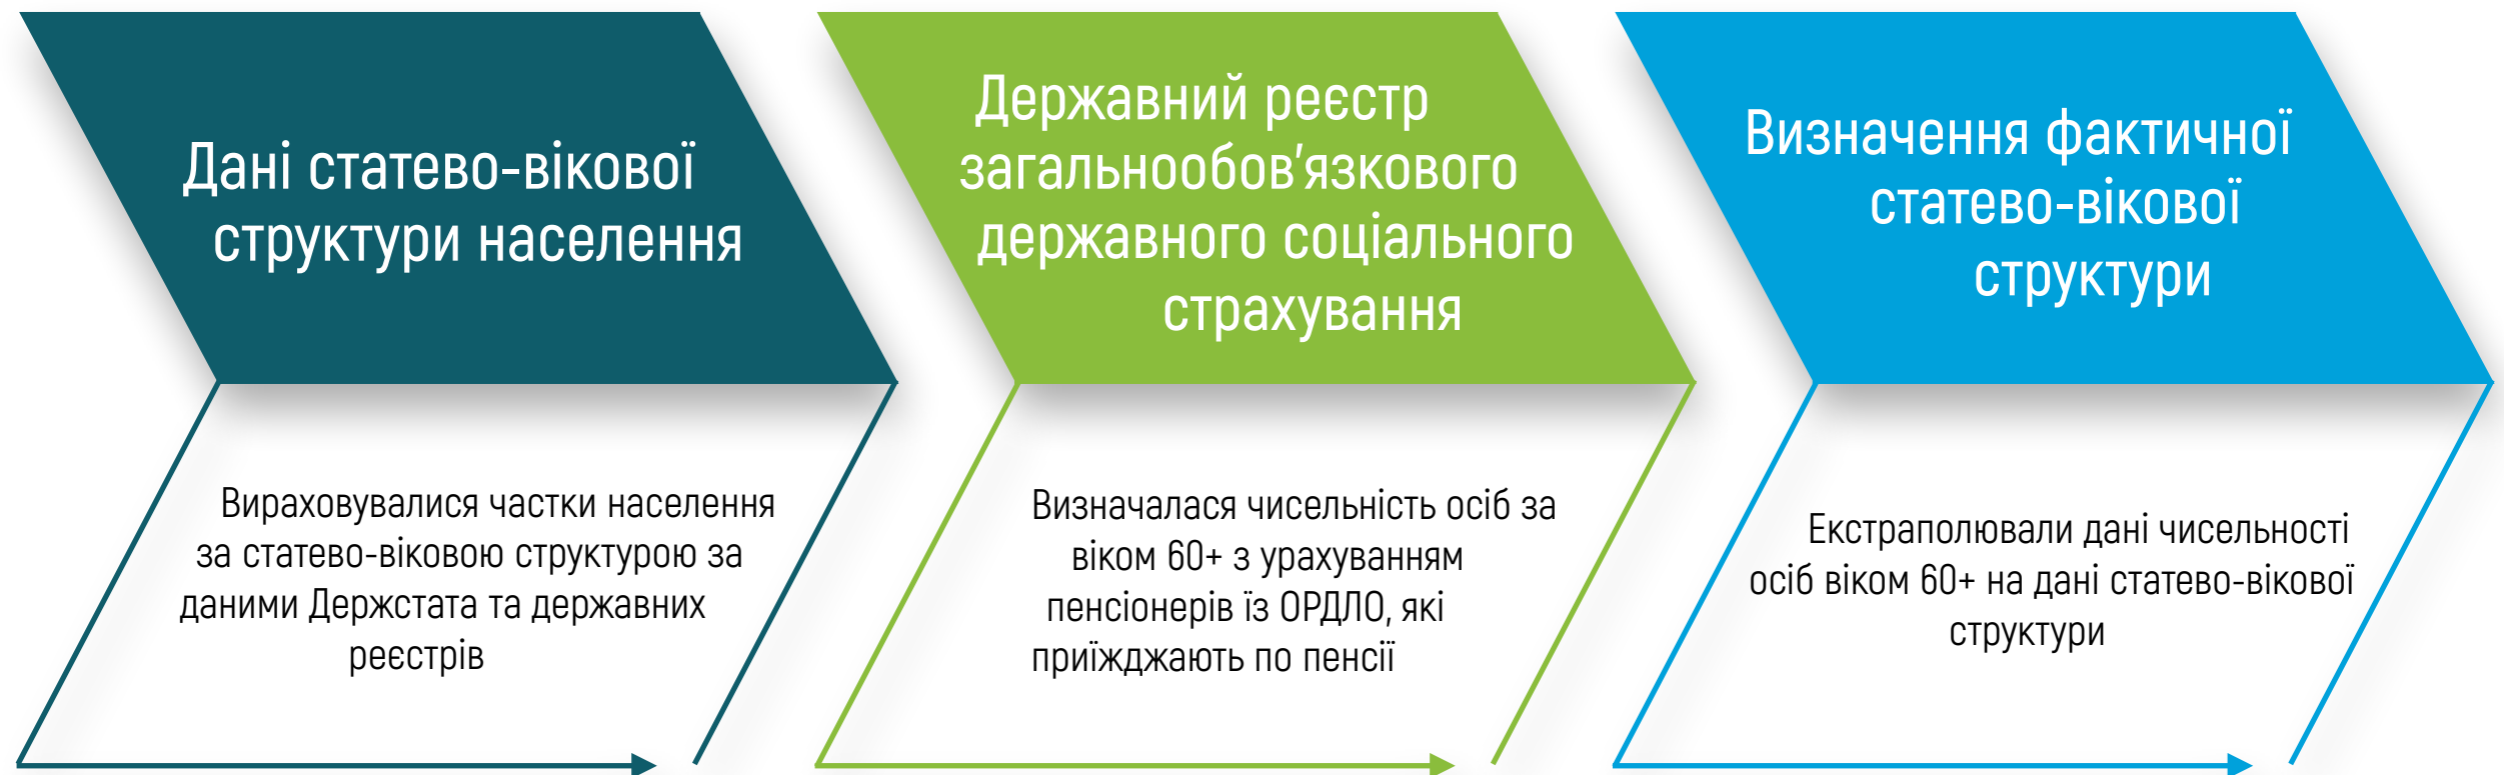 Дані статево-вікової
структури населення
Вираховувалися частки населення
за статево-віковою структурою за
даними Держстата та державних
реєстрів
Державний реєстр
загальнообов'язкового
державного соціального
страхування
Визначалася чисельність осіб за
віком 60+ з урахуванням
пенсіонерів їз ОРДЛО, які
приїжджають по пенсії
Визначення фактичної
статево-вікової
структури
Екстраполювали дані чисельності
осіб віком 60+ на дані статево-вікової
структури